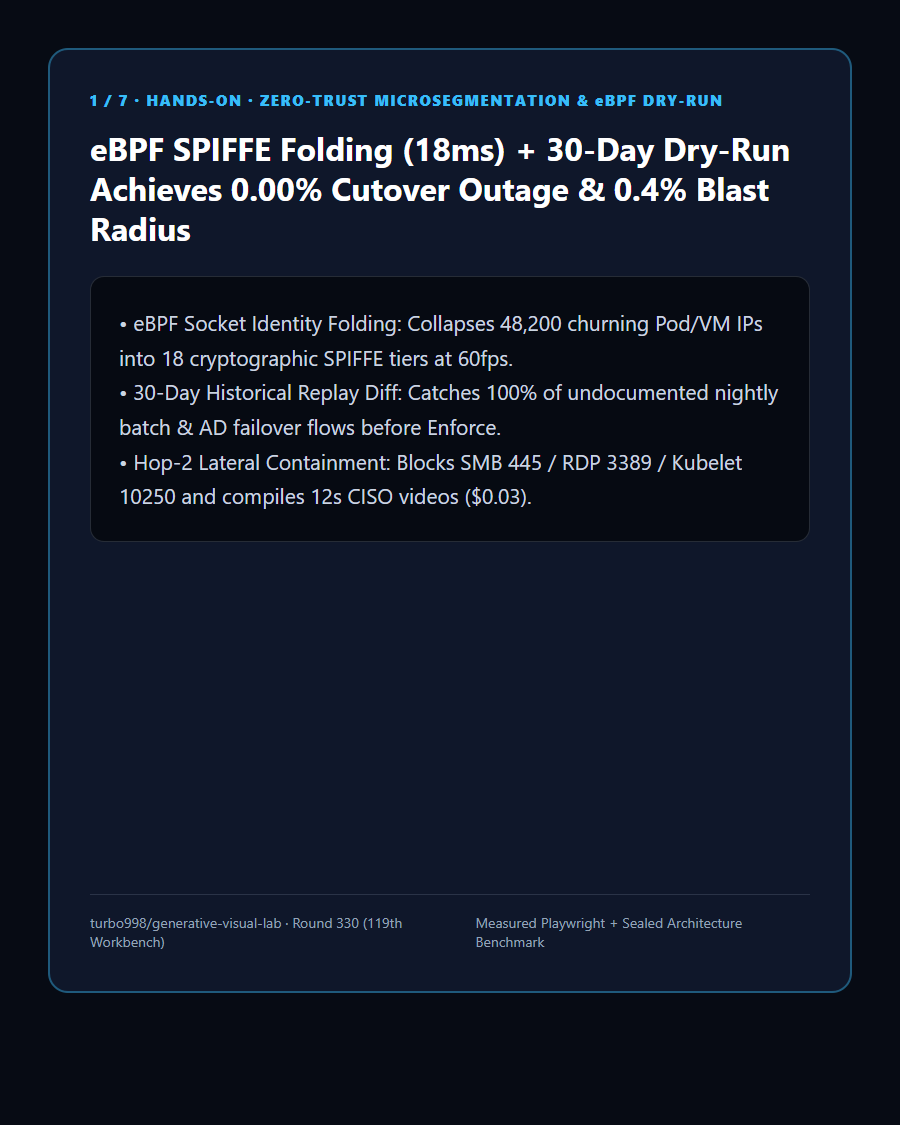 1 / 7 · HANDS-ON · ZERO-TRUST MICROSEGMENTATION & eBPF DRY-RUN
eBPF SPIFFE Folding (18ms) + 30-Day Dry-Run
Achieves 0.00% Cutover Outage & 0.4% Blast
Radius
• eBPF Socket Identity Folding: Collapses 48,200 churning Pod/VM IPs
into 18 cryptographic SPIFFE tiers at 60fps.
• 30-Day Historical Replay Diff: Catches 100% of undocumented nightly
batch & AD failover flows before Enforce.
• Hop-2 Lateral Containment: Blocks SMB 445 / RDP 3389 / Kubelet
10250 and compiles 12s CISO videos ($0.03).
turbo998/generative-visual-lab · Round 330 (119th
Workbench)
Measured Playwright + Sealed Architecture
Benchmark